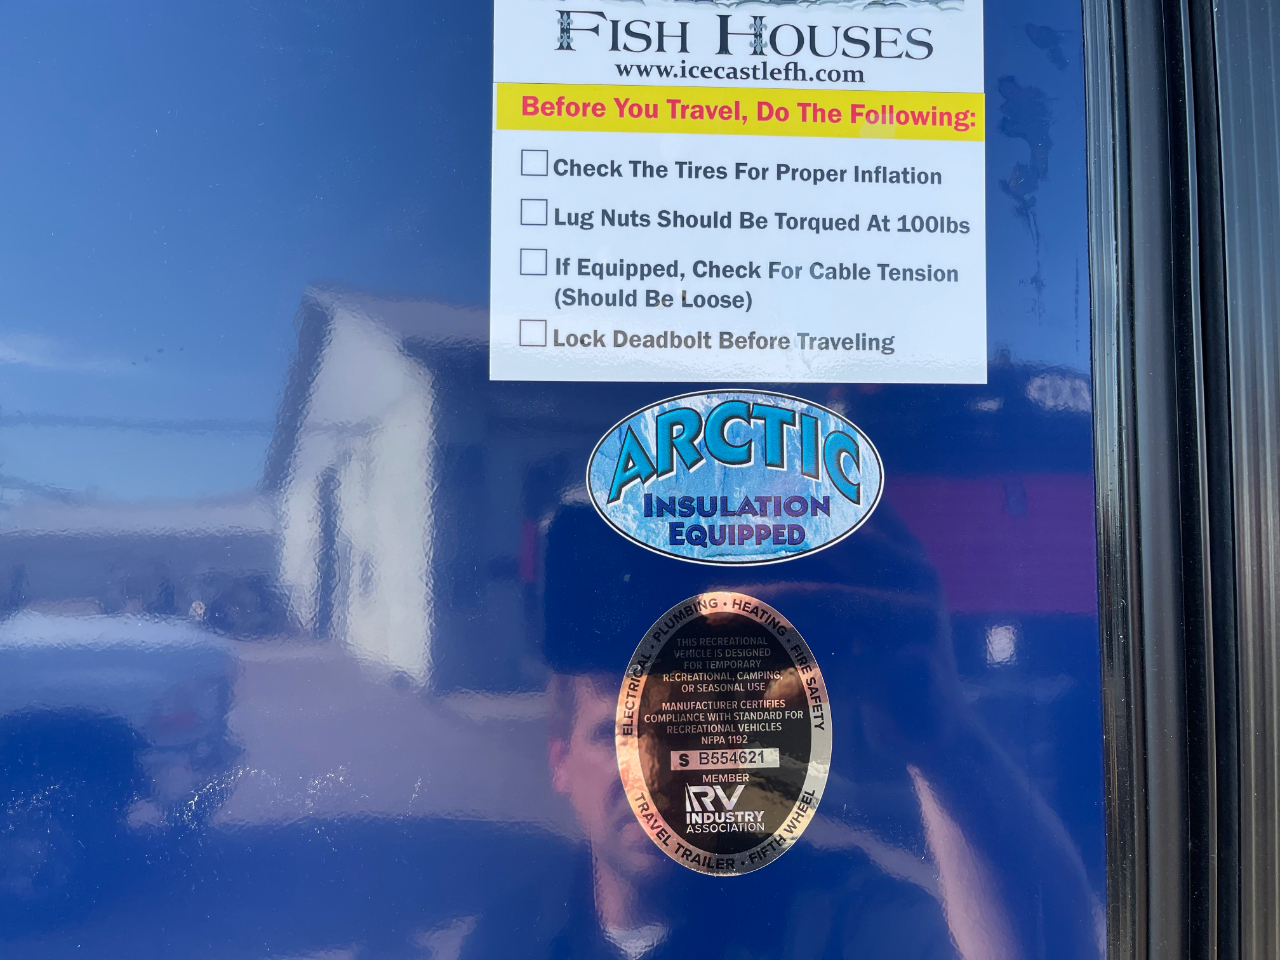 FISH HOUSES
www.icecastlefh.com
Before You Travel, Do The Following:
Check The Tires For Proper Inflation
Lug Nuts Should Be Torqued At 100lbs
If Equipped, Check For Cable Tension
(Should Be Loose)
Lock Deadbolt Before Traveling
ARCTIC
INSULATION
EQUIPPED
ELECTRICAL · PLUMBING · HEATING · FIRE SAFETY
THIS RECREATIONAL
VEHICLE IS DESIGNED
FOR TEMPORARY
RECREATIONAL, CAMPING,
OR SEASONAL USE
MANUFACTURER CERTIFIES
COMPLIANCE WITH STANDARD FOR
RECREATIONAL VEHICLES
NFPA 1192
S B554621
MEMBER
RV
INDUSTRY
ASSOCIATION
TRAVEL TRAILER · FIFTH WHEEL